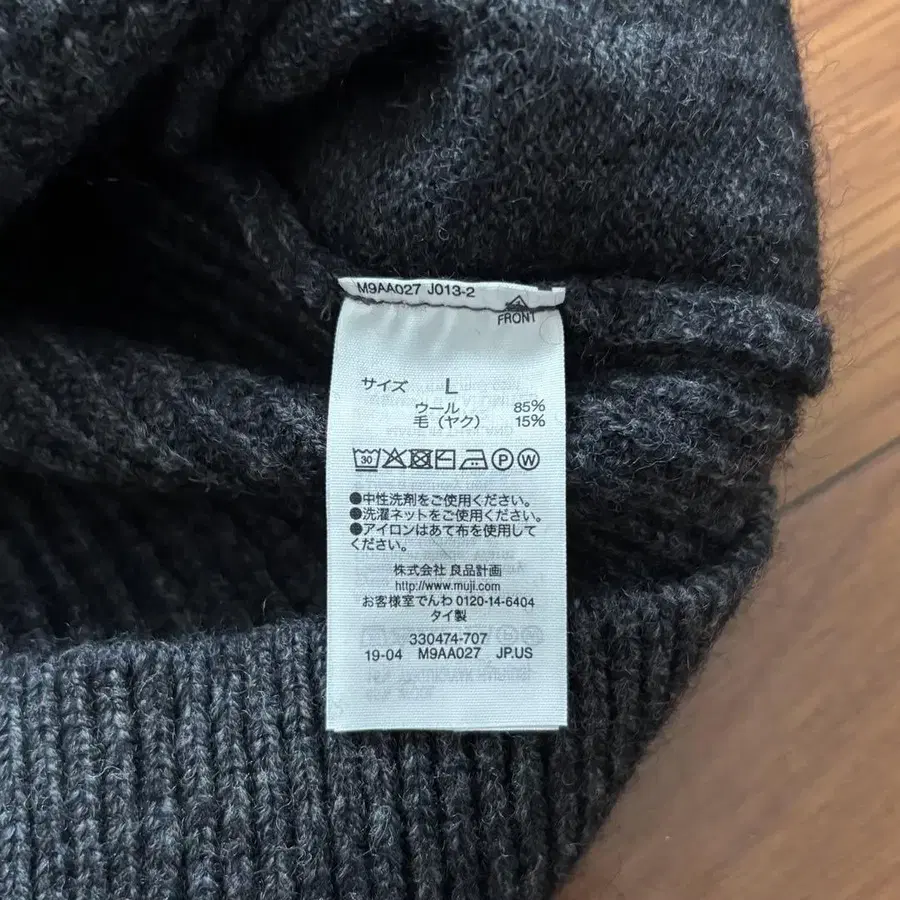 M9AA027 J013-2
FRONT
サイズ L
ウール 85%
毛（ヤク） 15%
30
P W
●中性洗剤をご使用ください。
●洗濯ネットをご使用ください。
●アイロンはあて布を使用して
ください。
株式会社 良品計画
http://www.muji.com
お客様室でんわ 0120-14-6404
タイ製
330474-707
19-04 M9AA027 JP.US